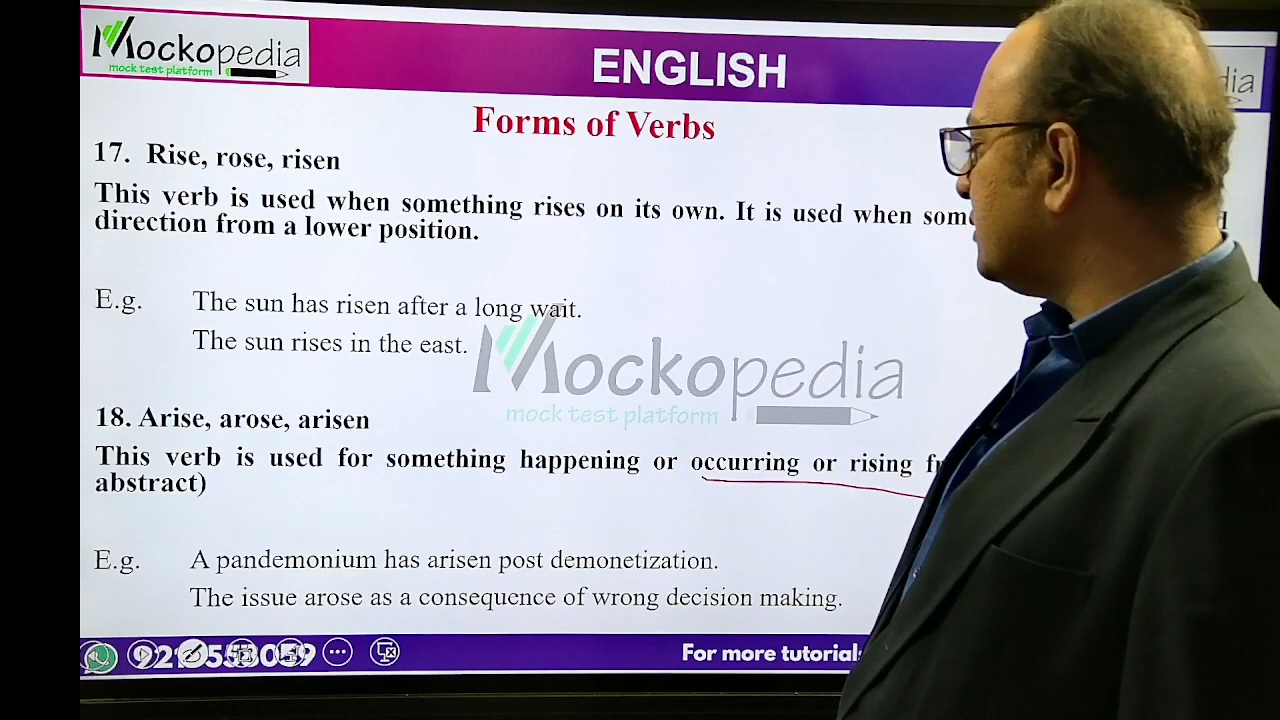 Mockopedia
mock test platform
ENGLISH
dia
Forms of Verbs
17. Rise, rose, risen
This verb is used when something rises on its own. It is used when
direction from a lower position.
E.g. The sun has risen after a long wait.
The sun rises in the east.
Mockopedia
mock test platform
18. Arise, arose, arisen
This verb is used for something happening or occurring or rising
abstract)
E.g. A pandemonium has arisen post demonetization.
The issue arose as a consequence of wrong decision making.
For more tutorial